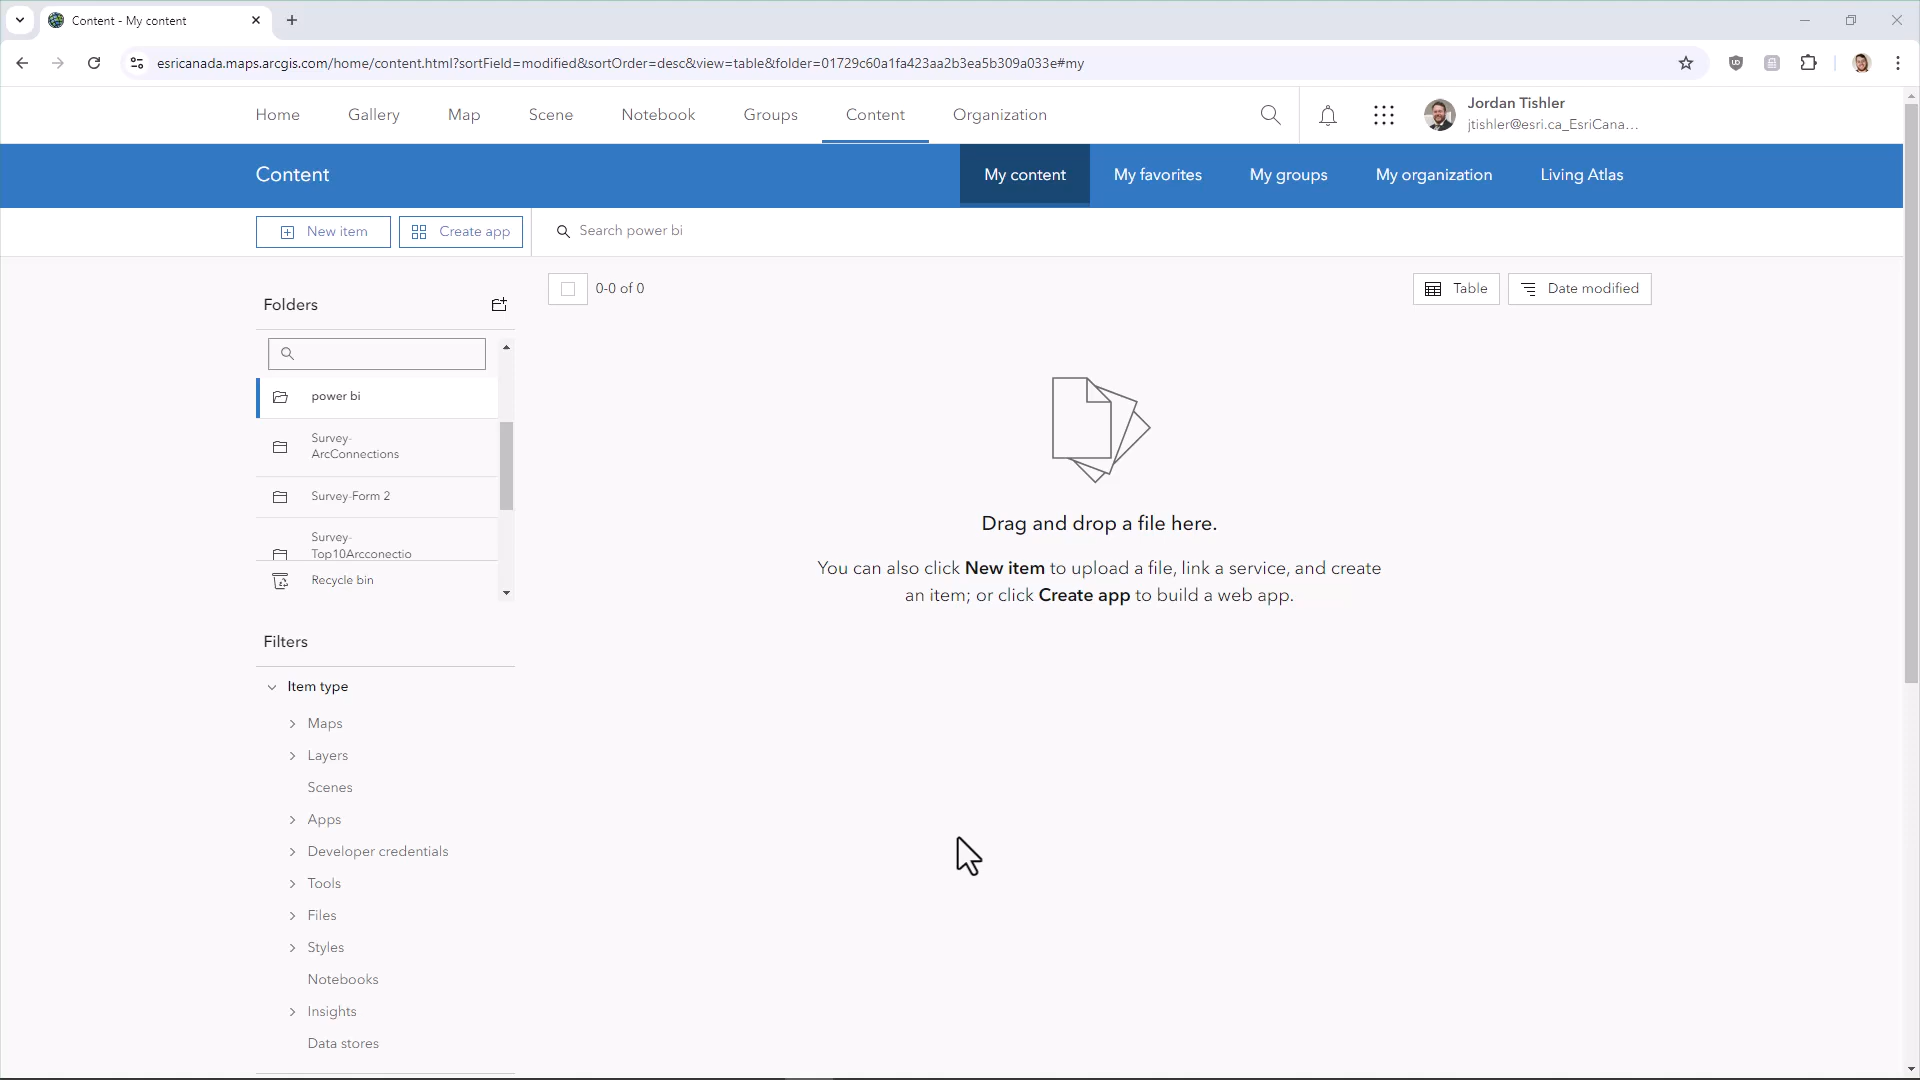 Content - My content
esricanada.maps.arcgis.com/home/content.html?sortField=modified&sortOrder=desc&view=table&folder=01729c60a1fa423aa2b3ea5b309a033e#my
Home Gallery Map Scene Notebook Groups Content Organization
Jordan Tishler
jtishler@esri.ca_EsriCana...
Content
My content My favorites My groups My organization Living Atlas
New item Create app Search power bi
Folders
0-0 of 0
Table Date modified
power bi
Survey-
ArcConnections
Survey-Form 2
Survey-
Top10Arcconectio
Recycle bin
Drag and drop a file here.
You can also click New item to upload a file, link a service, and create
an item; or click Create app to build a web app.
Filters
Item type
Maps
Layers
Scenes
Apps
Developer credentials
Tools
Files
Styles
Notebooks
Insights
Data stores